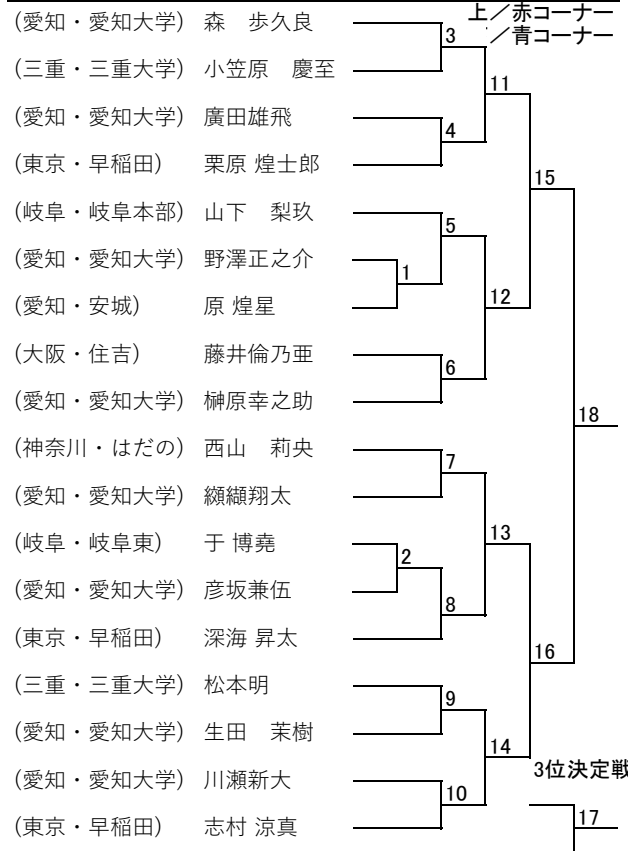 上／赤コーナー
／青コーナー
(愛知・愛知大学) 森　歩久良
3
(三重・三重大学) 小笠原　慶至
11
(愛知・愛知大学) 廣田雄飛
4
(東京・早稲田) 栗原 煌士郎
15
(岐阜・岐阜本部) 山下　梨玖
5
(愛知・愛知大学) 野澤正之介
1
12
(愛知・安城) 原 煌星
(大阪・住吉) 藤井倫乃亜
6
(愛知・愛知大学) 榊原幸之助
18
(神奈川・はだの) 西山　莉央
7
(愛知・愛知大学) 纐纈翔太
13
(岐阜・岐阜東) 于 博堯
2
(愛知・愛知大学) 彦坂兼伍
8
(東京・早稲田) 深海 昇太
16
(三重・三重大学) 松本明
9
(愛知・愛知大学) 生田　茉樹
14
3位決定戦
(愛知・愛知大学) 川瀬新大
10
17
(東京・早稲田) 志村 涼真